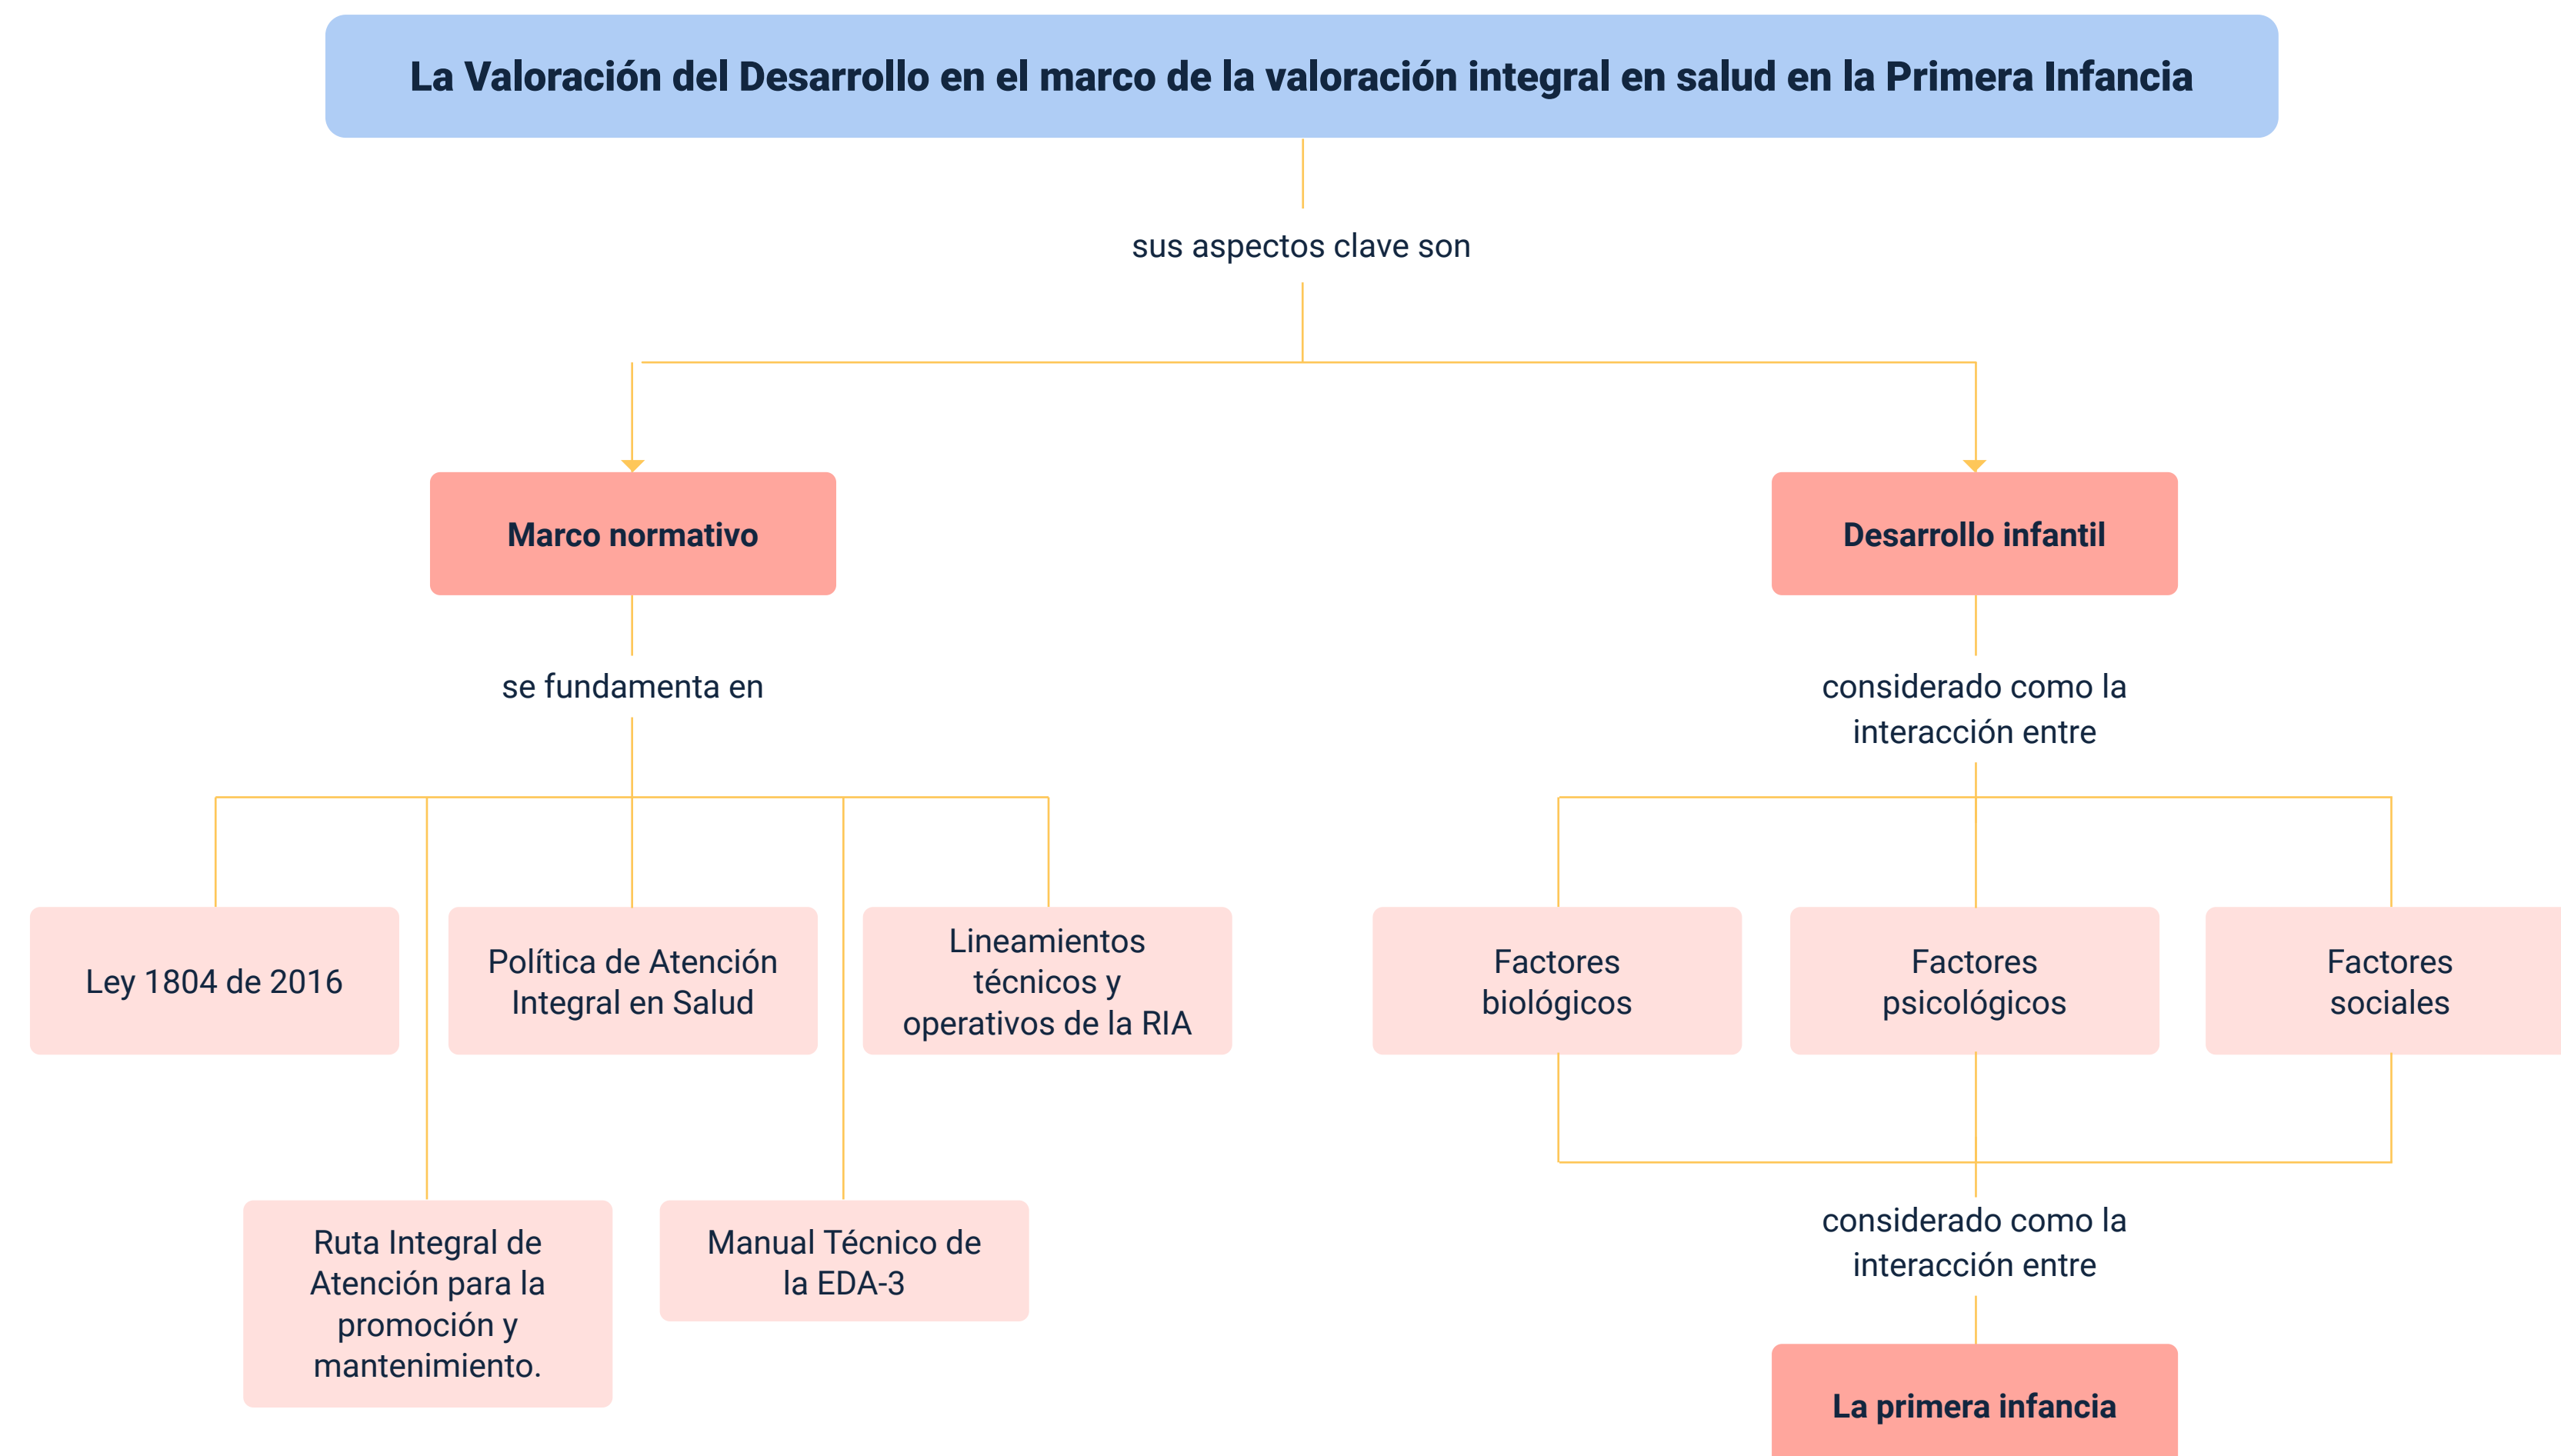 La Valoración del Desarrollo en el marco de la valoración integral en salud en la Primera Infancia
sus aspectos clave son
Marco normativo
Desarrollo infantil
se fundamenta en
considerado como la
interacción entre
Ley 1804 de 2016
Política de Atención
Integral en Salud
Lineamientos
técnicos y
operativos de la RIA
Factores
biológicos
Factores
psicológicos
Factores
sociales
Ruta Integral de
Atención para la
promoción y
mantenimiento.
Manual Técnico de
la EDA-3
considerado como la
interacción entre
La primera infancia